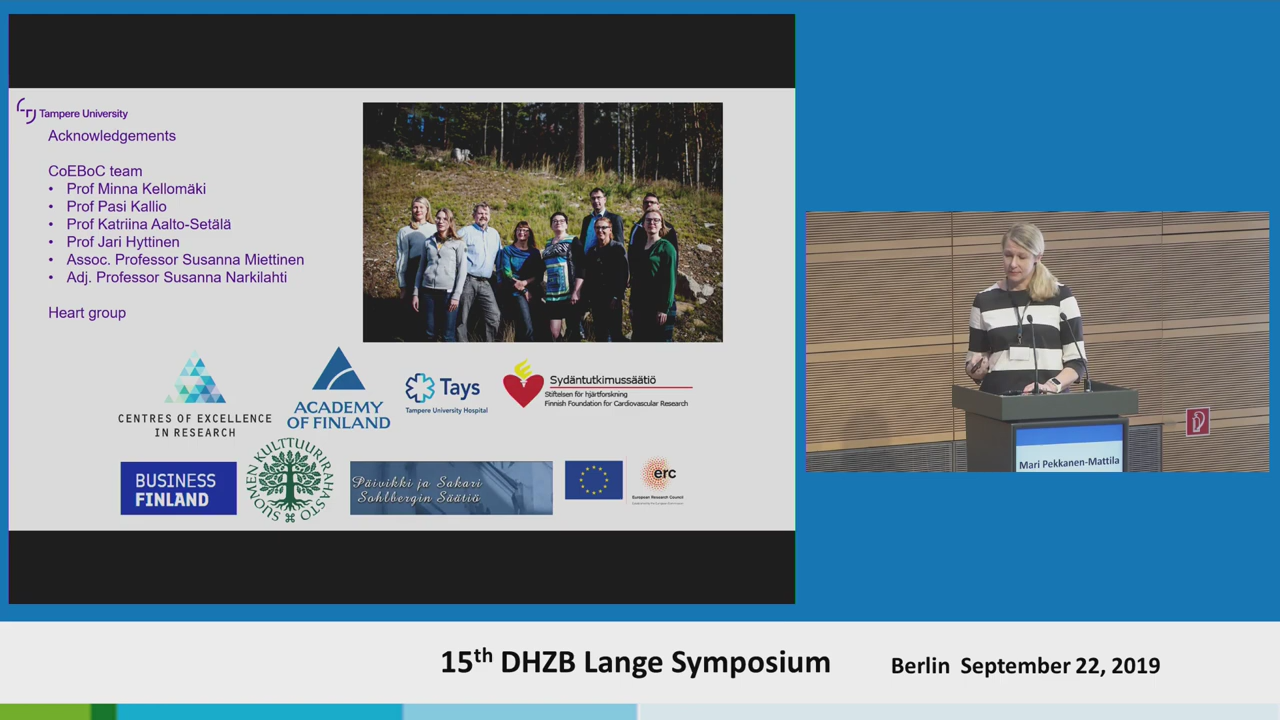 Tampere University
Acknowledgements
CoEBoC team
• Prof Minna Kellomäki
• Prof Pasi Kallio
• Prof Katriina Aalto-Setälä
• Prof Jari Hyttinen
• Assoc. Professor Susanna Miettinen
• Adj. Professor Susanna Narkilahti
Heart group
CENTRES OF EXCELLENCE
IN RESEARCH
ACADEMY
OF FINLAND
Tays
Tampere University Hospital
Sydäntutkimussäätiö
Stiftelsen för hjärtforskning
Finnish Foundation for Cardiovascular Research
BUSINESS
FINLAND
SUOMEN KULTTUURIRAHASTO
Päivikki ja Sakari
Sohlbergin Säätiö
erc
European Research Council
Mari Pekkanen-Mattila
15th DHZB Lange Symposium
Berlin September 22, 2019